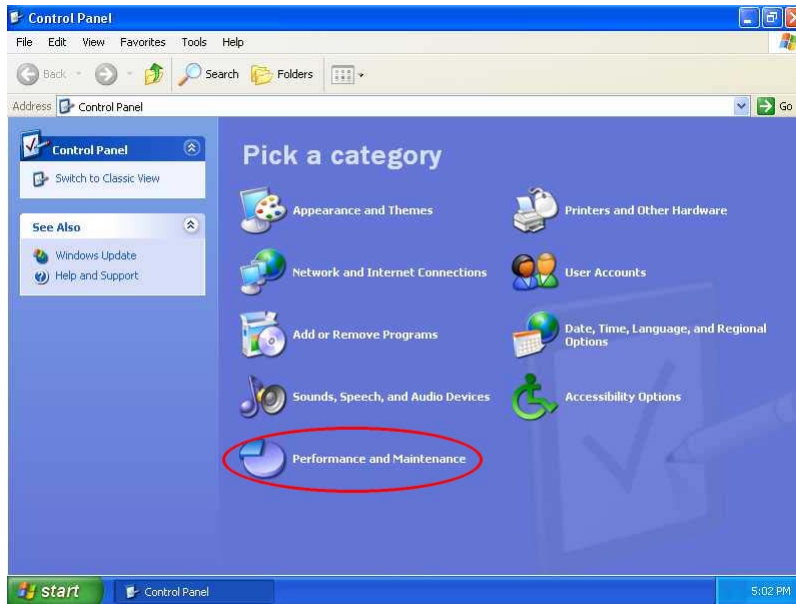 Control Panel
File Edit View Favorites Tools Help
Back Search Folders
Address Control Panel Go
Control Panel
Switch to Classic View
See Also
Windows Update
Help and Support
Pick a category
Appearance and Themes
Printers and Other Hardware
Network and Internet Connections
User Accounts
Add or Remove Programs
Date, Time, Language, and Regional
Options
Sounds, Speech, and Audio Devices
Accessibility Options
Performance and Maintenance
start Control Panel 5:02 PM